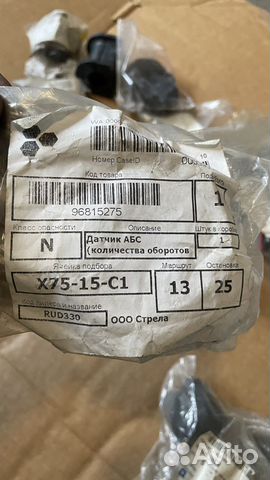 Номер CaseID
Код товара
96815275
1
Класс опасности
Описание
N
Датчик АБС
(количества оборотов
1
Ячейка подбора
Маршрут
Остановка
X75-15-C1
13
25
RUD330
ООО Стрела
Avito